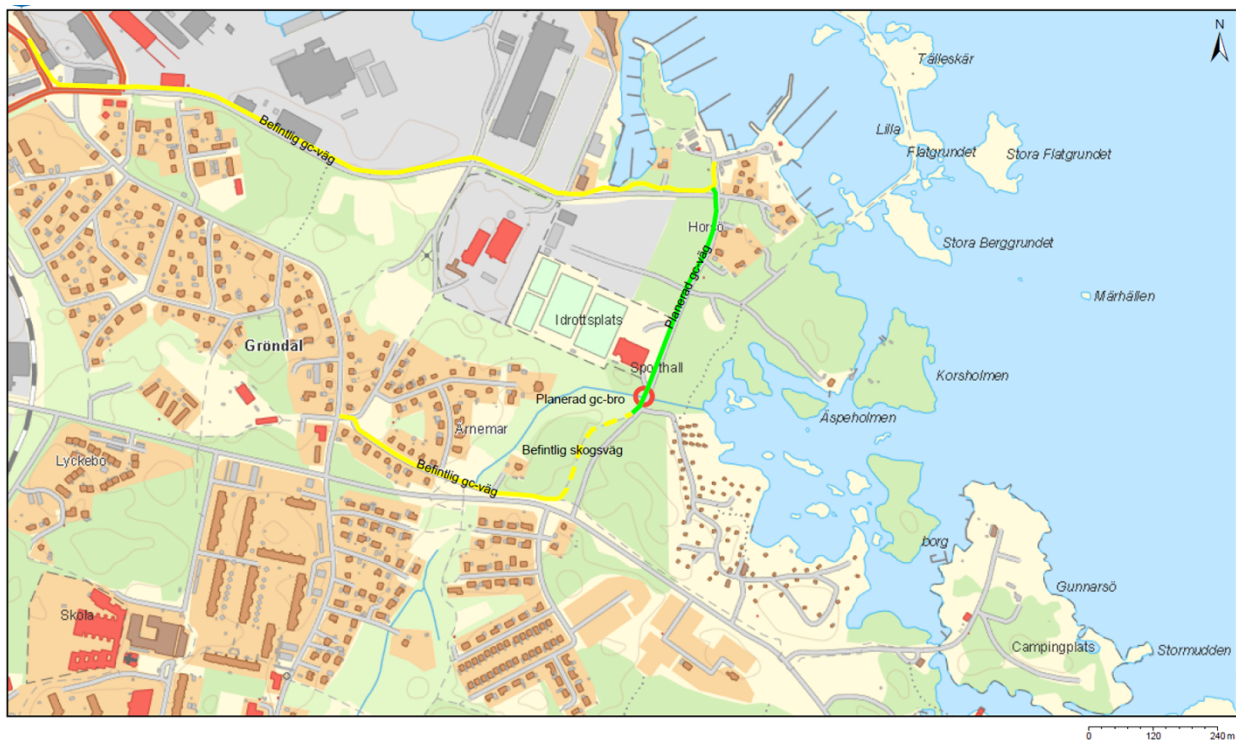 N
Tälleskär
Lilla
Flatgrundet
Stora Flatgrundet
Befintlig gc-väg
Horsö
Stora Berggrundet
Planerad gc-väg
Märhällen
Idrottsplats
Gröndal
Sporthall
Korsholmen
Planerad gc-bro
Äspeholmen
Årnemar
Befintlig skogsväg
Lyckebo
Befintlig gc-väg
borg
Gunnarsö
Skola
Campingplats
Stormudden
0 120 240 m